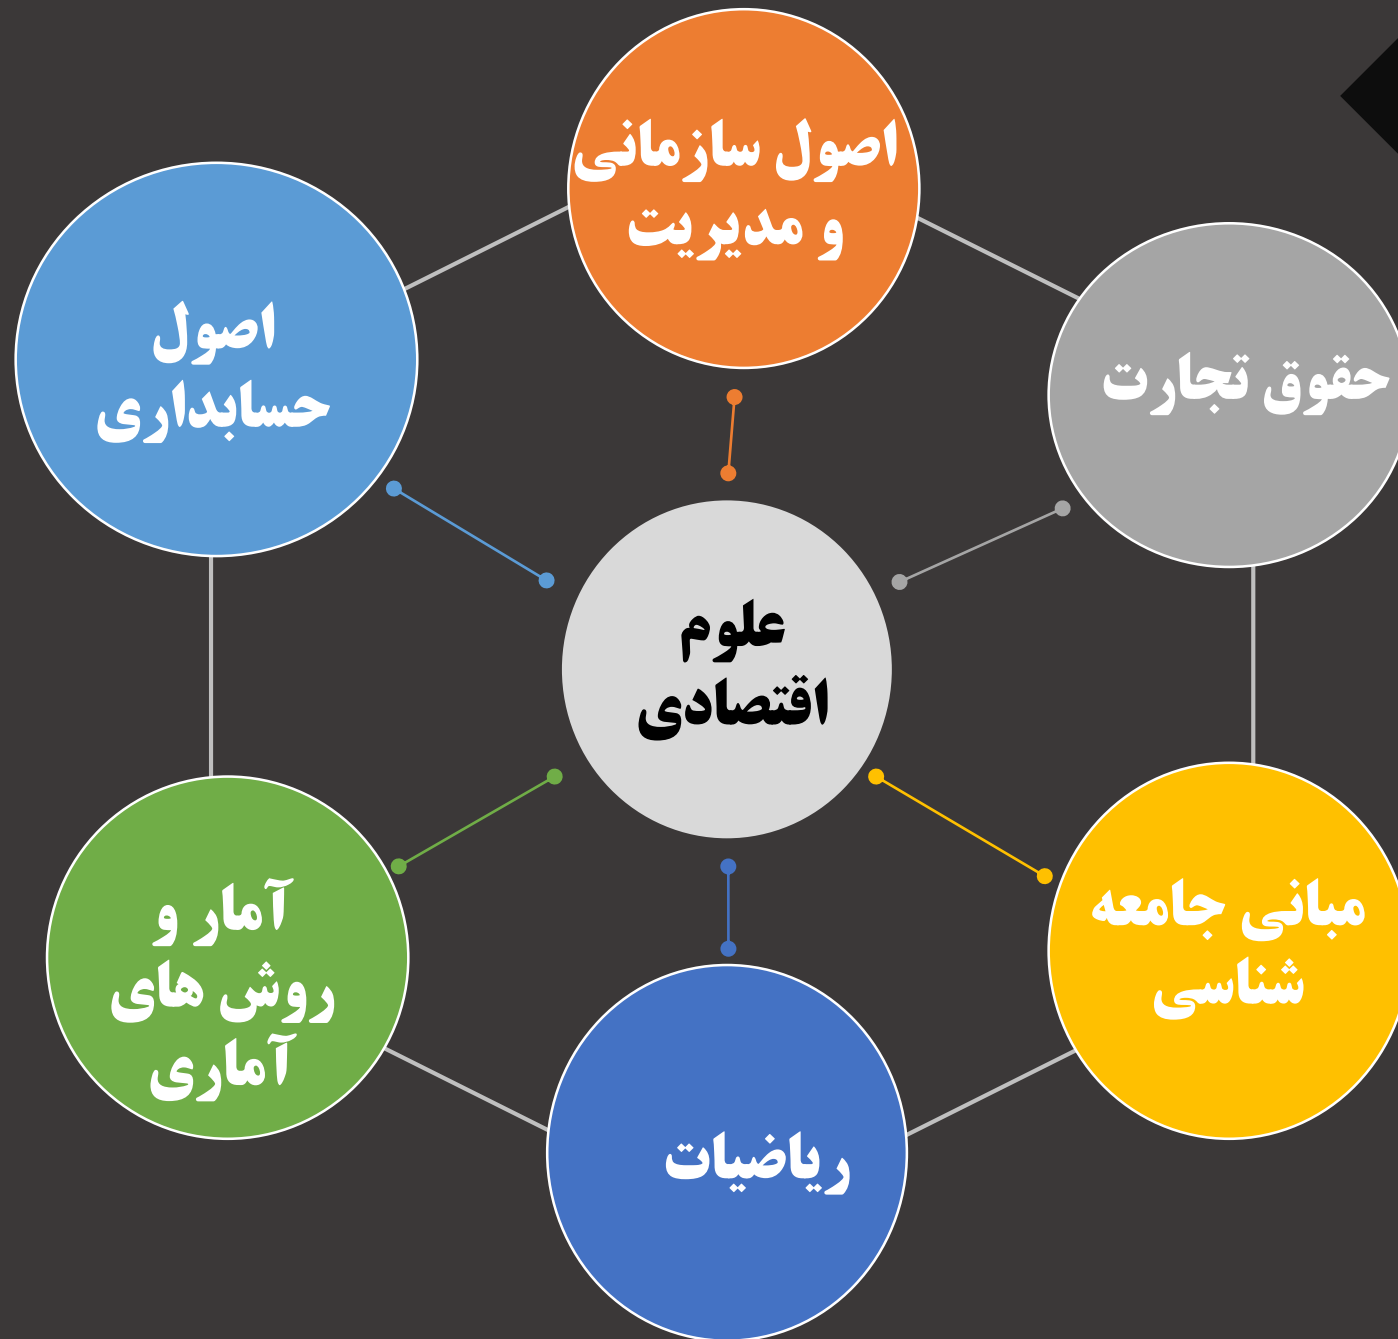 اصول سازمانی
و مدیریت
حقوق تجارت
اصول
حسابداری
علوم
اقتصادی
مبانی جامعه
شناسی
آمار و
روش های
آماری
ریاضیات